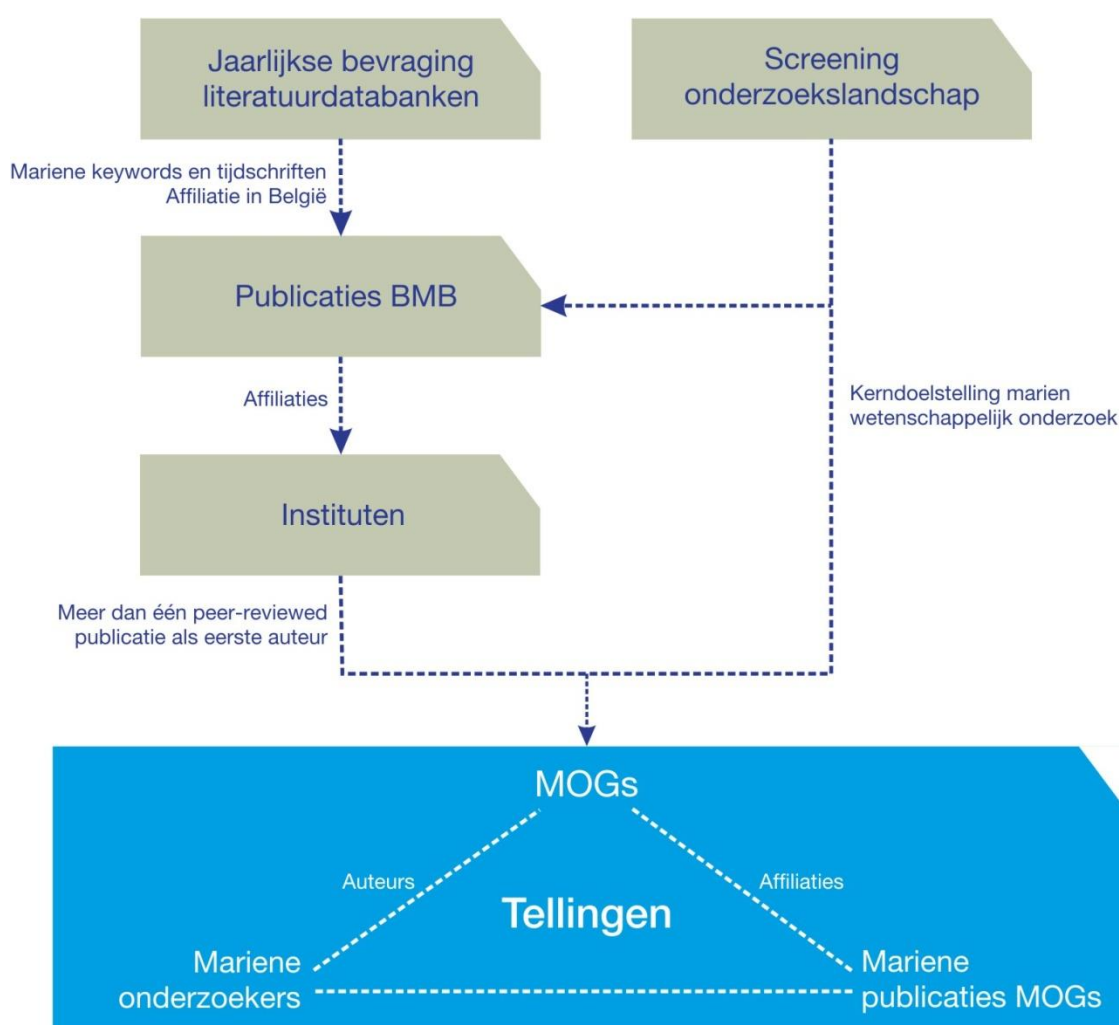 Jaarlijkse bevraging
literatuurdatabanken
Screening
onderzoekslandschap
Mariene keywords en tijdschriften
Affiliatie in België
Publicaties BMB
Affiliaties
Kerndoelstelling marien
wetenschappelijk onderzoek
Instituten
Meer dan één peer-reviewed
publicatie als eerste auteur
MOGs
Auteurs
Affiliaties
Tellingen
Mariene
onderzoekers
Mariene
publicaties MOGs